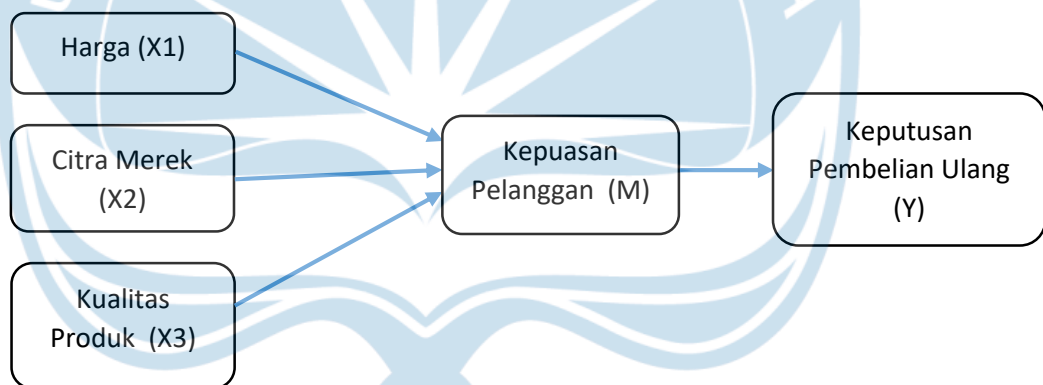 Harga (X1)
Citra Merek
(X2)
Kualitas
Produk (X3)
Kepuasan
Pelanggan (M)
Keputusan
Pembelian Ulang
(Y)